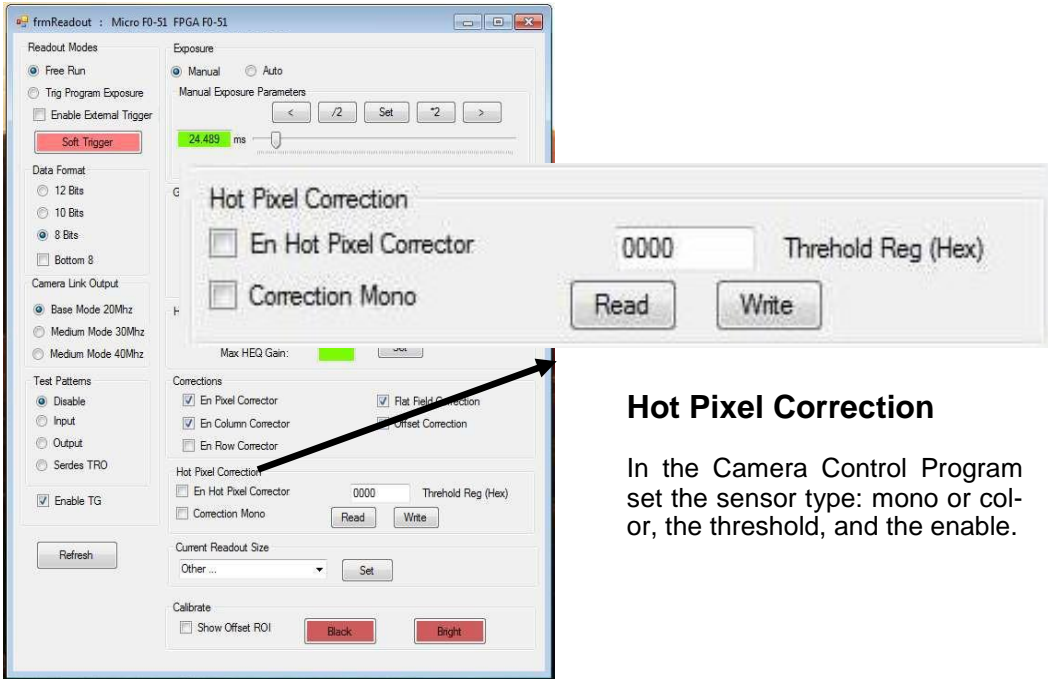 frmReadout : Micro F0-51 FPGA F0-51
Readout Modes
Free Run
Trig Program Exposure
Enable External Trigger
Soft Trigger
Data Format
12 Bits
10 Bits
8 Bits
Bottom 8
Camera Link Output
Base Mode 20Mhz
Medium Mode 30Mhz
Medium Mode 40Mhz
Test Patterns
Disable
Input
Output
Serdes TRO
Enable TG
Refresh
Exposure
Manual Auto
Manual Exposure Parameters
< /2 Set *2 >
24.489 ms
G
H
Max HEQ Gain: Set
Corrections
En Pixel Corrector Flat Field Correction
En Column Corrector Offset Correction
En Row Corrector
Hot Pixel Correction
En Hot Pixel Corrector 0000 Threhold Reg (Hex)
Correction Mono Read Write
Current Readout Size
Other ... Set
Calibrate
Show Offset ROI Black Bright
Hot Pixel Correction
En Hot Pixel Corrector 0000 Threhold Reg (Hex)
Correction Mono Read Write
Hot Pixel Correction
In the Camera Control Program
set the sensor type: mono or col-
or, the threshold, and the enable.